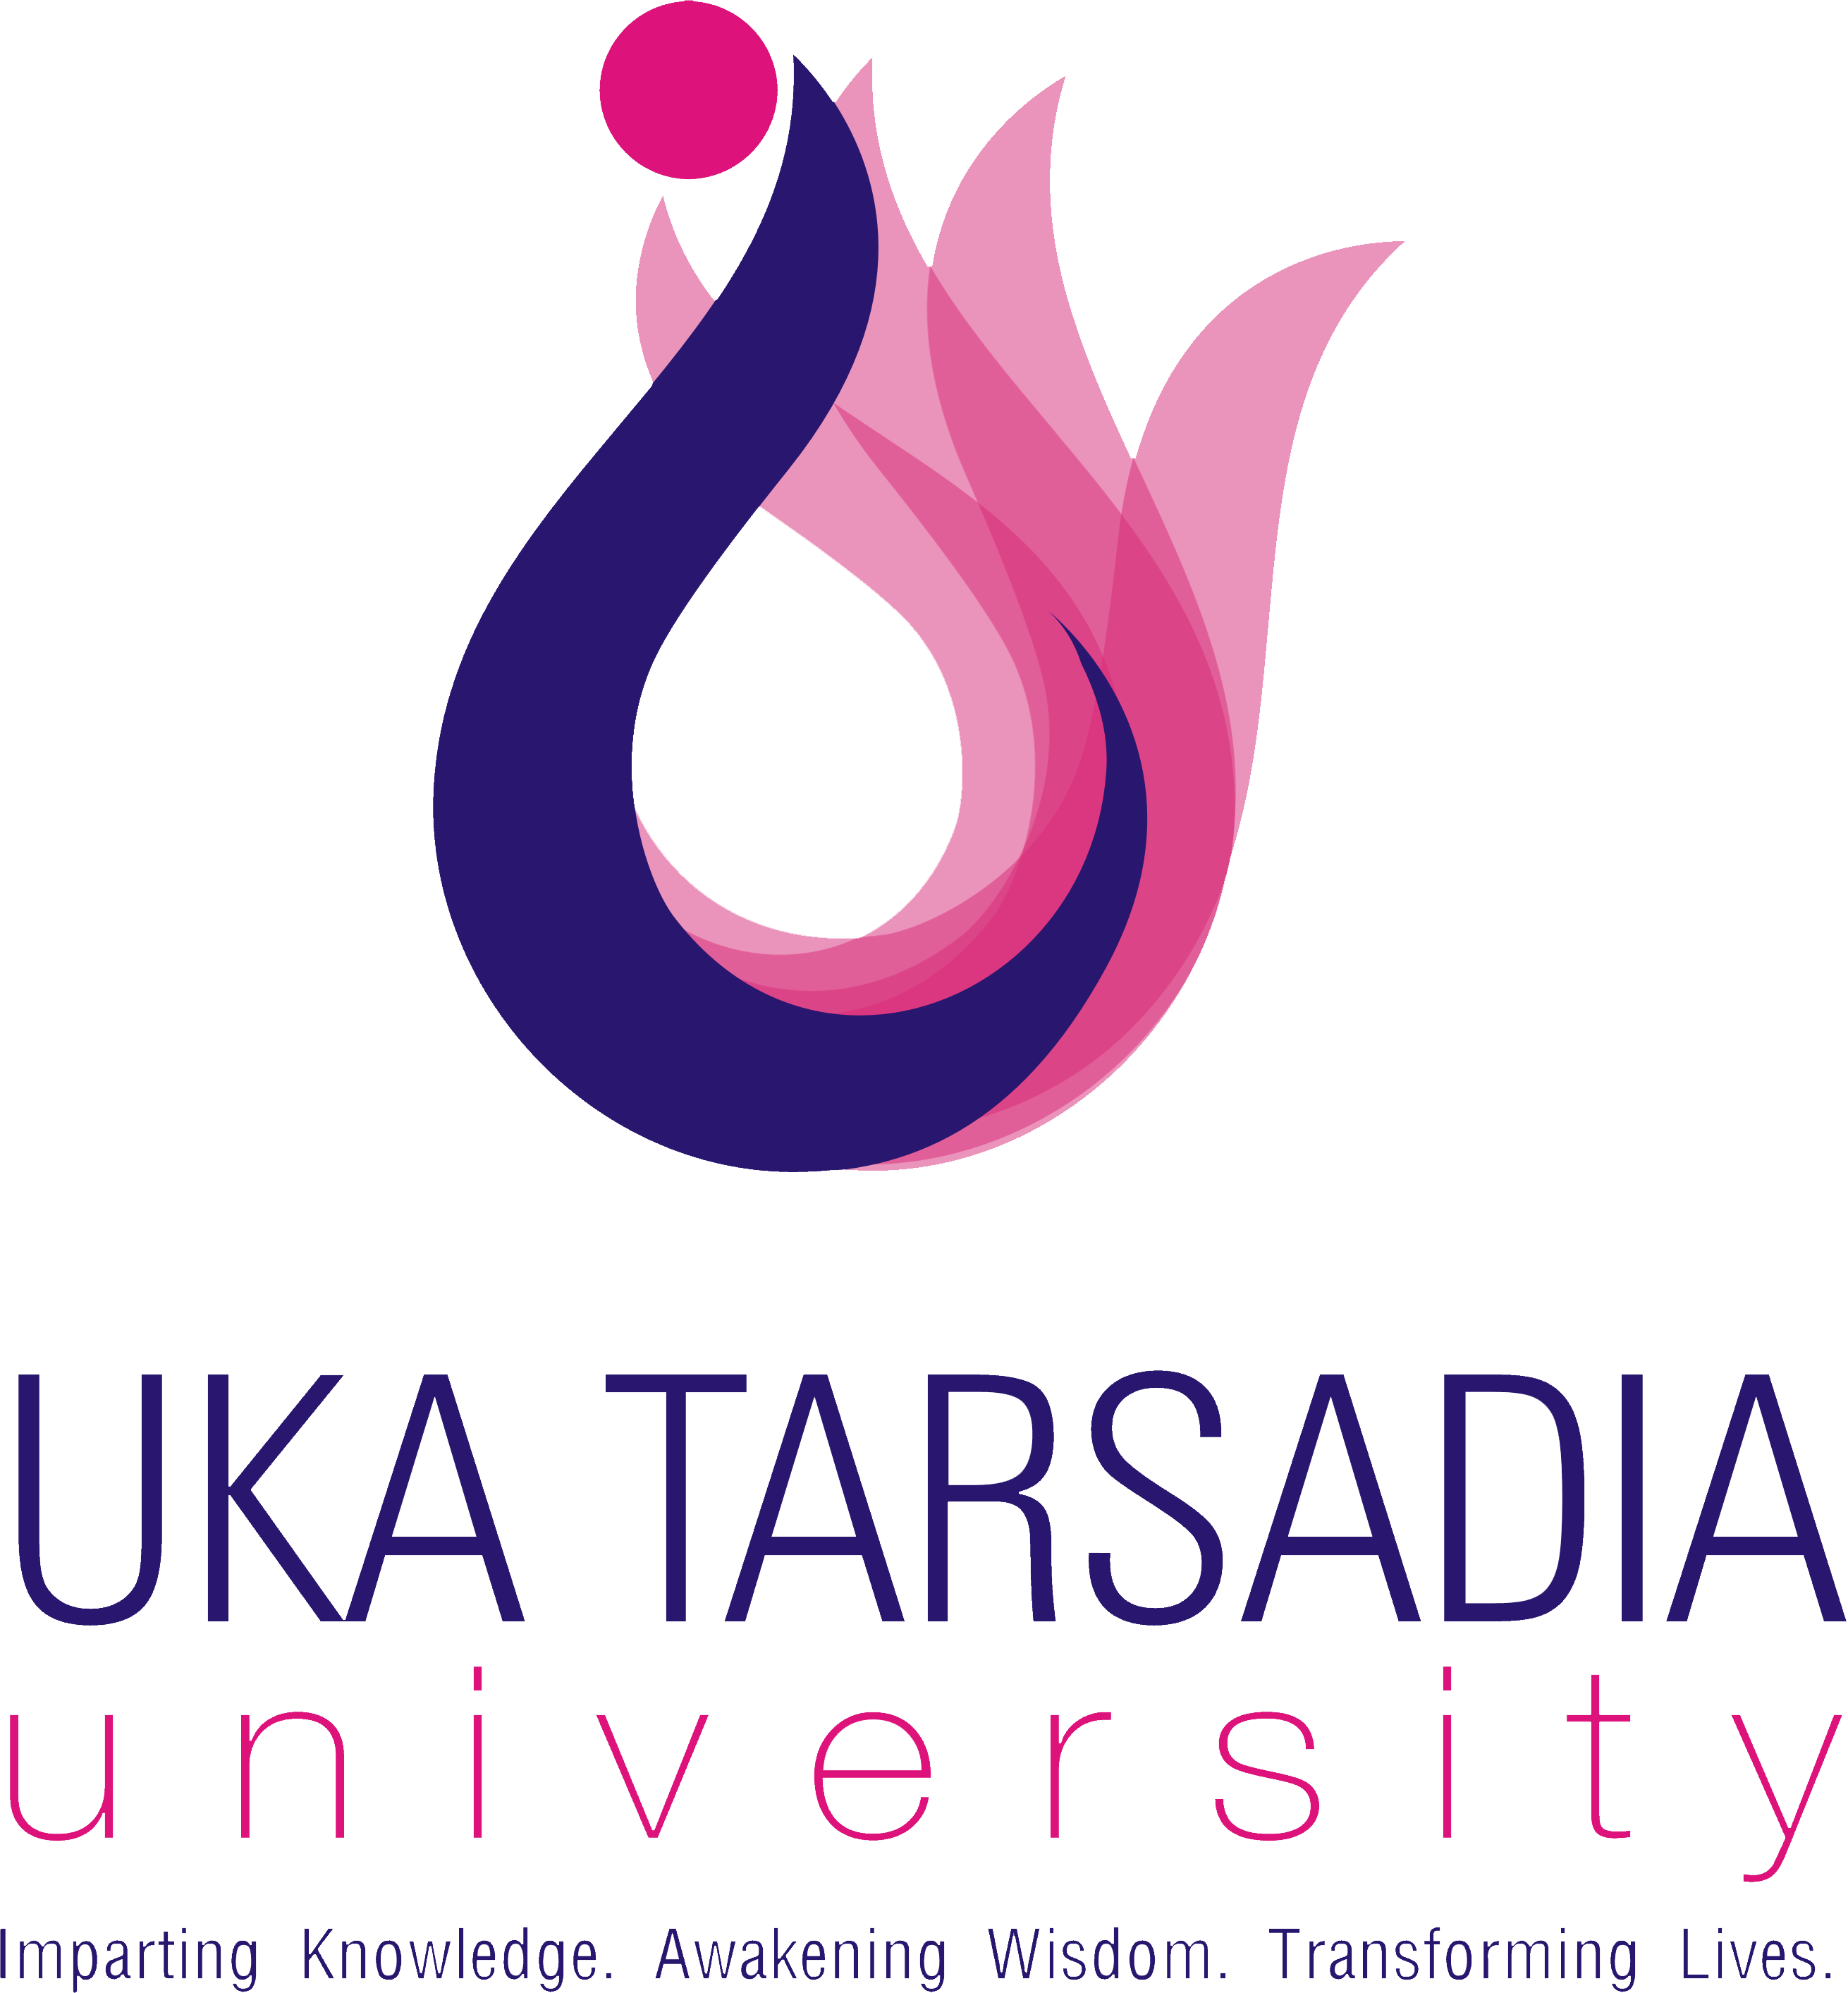 UKA TARSADIA
university
Imparting Knowledge. Awakening Wisdom. Transforming Lives.